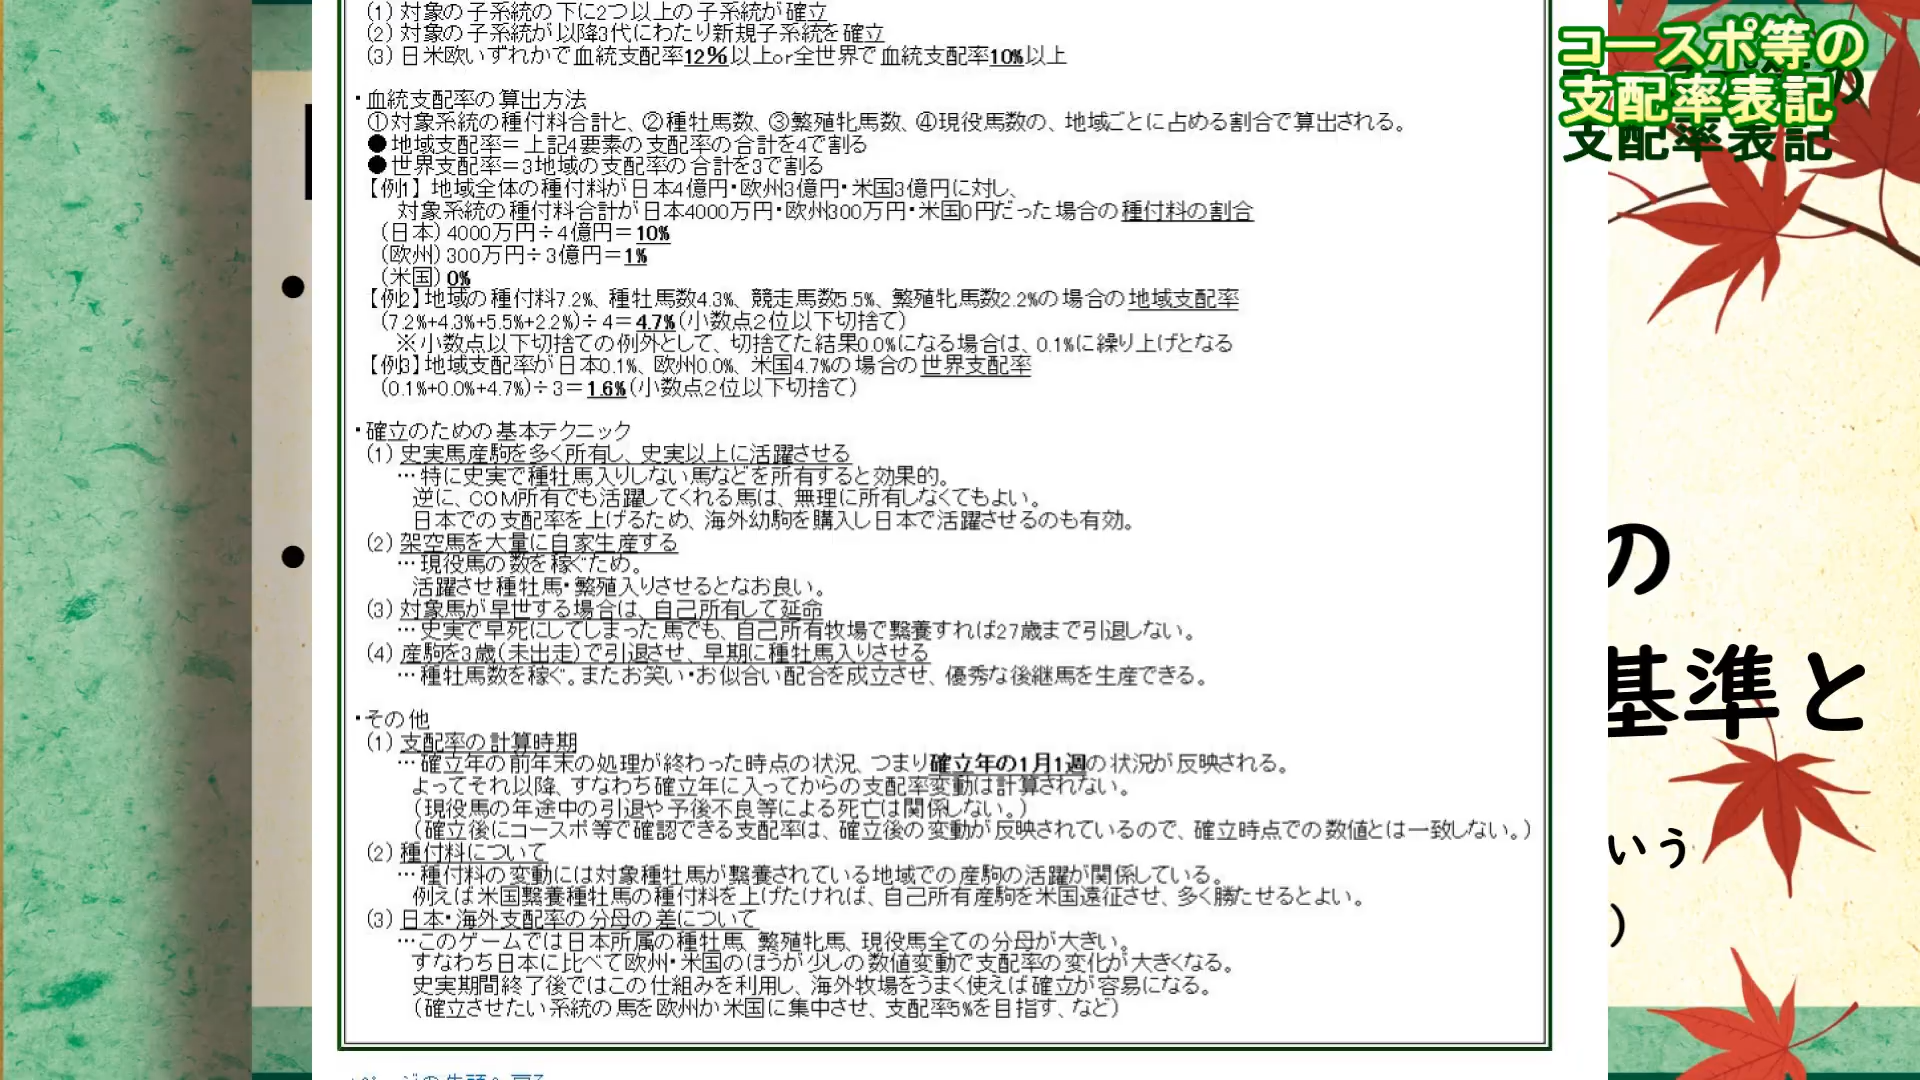 (1) 対象の子系統の下に2つ以上の子系統が確立
(2) 対象の子系統が以降3代にわたり新規子系統を確立
(3) 日米欧いずれかで血統支配率12%以上or全世界で血統支配率10%以上
・血統支配率の算出方法
①対象系統の種付料合計と、②種牡馬数、③繁殖牝馬数、④現役馬数の、地域ごとに占める割合で算出される。
●地域支配率＝上記4要素の支配率の合計を4で割る
●世界支配率＝3地域の支配率の合計を3で割る
【例1】 地域全体の種付料が日本4億円・欧州3億円・米国3億円に対し、
対象系統の種付料合計が日本4000万円・欧州300万円・米国0円だった場合の種付料の割合
(日本) 4000万円÷4億円＝10%
(欧州) 300万円÷3億円＝1%
(米国) 0%
【例2】地域の種付料7.2%、種牡馬数4.3%、競走馬数5.5%、繁殖牝馬数2.2%の場合の地域支配率
(7.2%+4.3%+5.5%+2.2%)÷4＝4.7%(小数点2位以下切捨て)
※小数点以下切捨ての例外として、切捨てた結果0.0%になる場合は、0.1%に繰り上げとなる
【例3】地域支配率が日本0.1%、欧州0.0%、米国4.7%の場合の世界支配率
(0.1%+0.0%+4.7%)÷3＝1.6%(小数点2位以下切捨て)
・確立のための基本テクニック
(1) 史実馬産駒を多く所有し、史実以上に活躍させる
…特に史実で種牡馬入りしない馬などを所有すると効果的。
逆に、COM所有でも活躍してくれる馬は、無理に所有しなくてもよい。
日本での支配率を上げるため、海外幼駒を購入し日本で活躍させるのも有効。
(2) 架空馬を大量に自家生産する
…現役馬の数を稼ぐため。
活躍させ種牡馬・繁殖入りさせるとなお良い。
(3) 対象馬が早世する場合は、自己所有して延命
…史実で早死にしてしまった馬でも、自己所有牧場で繋養すれば27歳まで引退しない。
(4) 産駒を3歳(未出走)で引退させ、早期に種牡馬入りさせる
…種牡馬数を稼ぐ。またお笑い・お似合い配合を成立させ、優秀な後継馬を生産できる。
・その他
(1) 支配率の計算時期
…確立年の前年末の処理が終わった時点の状況、つまり確立年の1月1週の状況が反映される。
よってそれ以降、すなわち確立年に入ってからの支配率変動は計算されない。
(現役馬の年途中の引退や予後不良等による死亡は関係しない。)
(確立後にコースポ等で確認できる支配率は、確立後の変動が反映されているので、確立時点での数値とは一致しない。)
(2) 種付料について
…種付料の変動には対象種牡馬が繋養されている地域での産駒の活躍が関係している。
例えば米国繋養種牡馬の種付料を上げたければ、自己所有産駒を米国遠征させ、多く勝たせるとよい。
(3) 日本・海外支配率の分母の差について
…このゲームでは日本所属の種牡馬、繁殖牝馬、現役馬全ての分母が大きい。
すなわち日本に比べて欧州・米国のほうが少しの数値変動で支配率の変化が大きくなる。
史実期間終了後ではこの仕組みを利用し、海外牧場をうまく使えば確立が容易になる。
(確立させたい系統の馬を欧州か米国に集中させ、支配率5%を目指す、など)
コースポ等の
支配率表記
の
支配率表記
の
基準と
いう
)